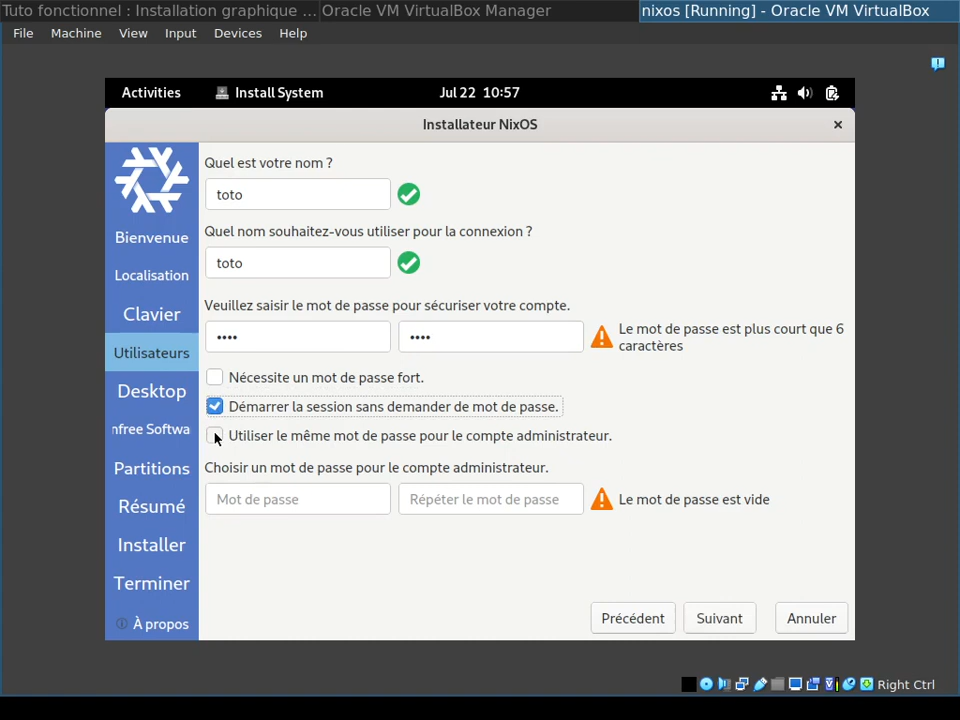 Tuto fonctionnel : Installation graphique ...
Oracle VM VirtualBox Manager
nixos [Running] - Oracle VM VirtualBox
File Machine View Input Devices Help
Activities Install System Jul 22 10:57
Installateur NixOS
Bienvenue
Localisation
Clavier
Utilisateurs
Desktop
nfree Softwa
Partitions
Résumé
Installer
Terminer
À propos
Quel est votre nom ?
toto
Quel nom souhaitez-vous utiliser pour la connexion ?
toto
Veuillez saisir le mot de passe pour sécuriser votre compte.
•••• •••• Le mot de passe est plus court que 6
caractères
Nécessite un mot de passe fort.
Démarrer la session sans demander de mot de passe.
Utiliser le même mot de passe pour le compte administrateur.
Choisir un mot de passe pour le compte administrateur.
Mot de passe Répéter le mot de passe Le mot de passe est vide
Précédent Suivant Annuler
Right Ctrl